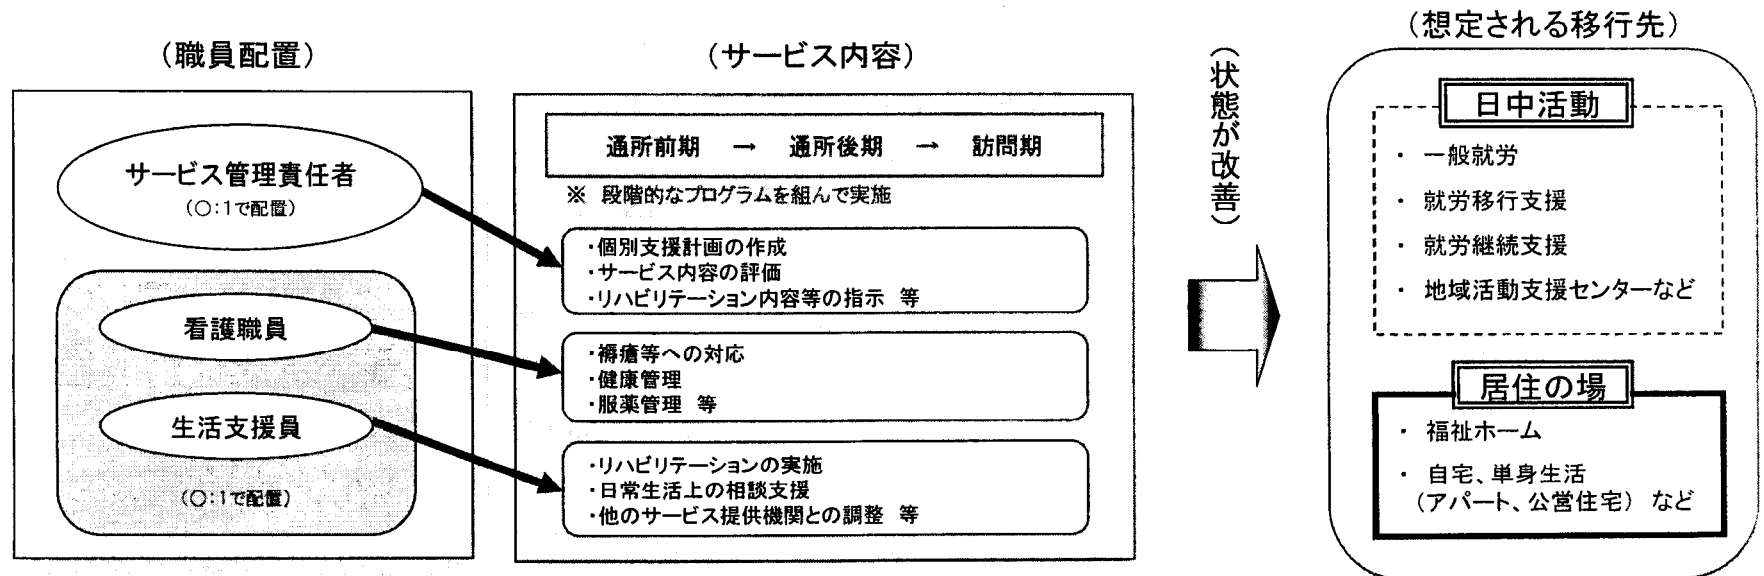 (職員配置)
サービス管理責任者
(○:1で配置)
看護職員
生活支援員
(○:1で配置)
(サービス内容)
通所前期 → 通所後期 → 訪問期
※ 段階的なプログラムを組んで実施
・個別支援計画の作成
・サービス内容の評価
・リハビリテーション内容等の指示 等
・褥瘡等への対応
・健康管理
・服薬管理 等
・リハビリテーションの実施
・日常生活上の相談支援
・他のサービス提供機関との調整 等
(状態が改善)
(想定される移行先)
日中活動
・ 一般就労
・ 就労移行支援
・ 就労継続支援
・ 地域活動支援センターなど
居住の場
・ 福祉ホーム
・ 自宅、単身生活
(アパート、公営住宅) など